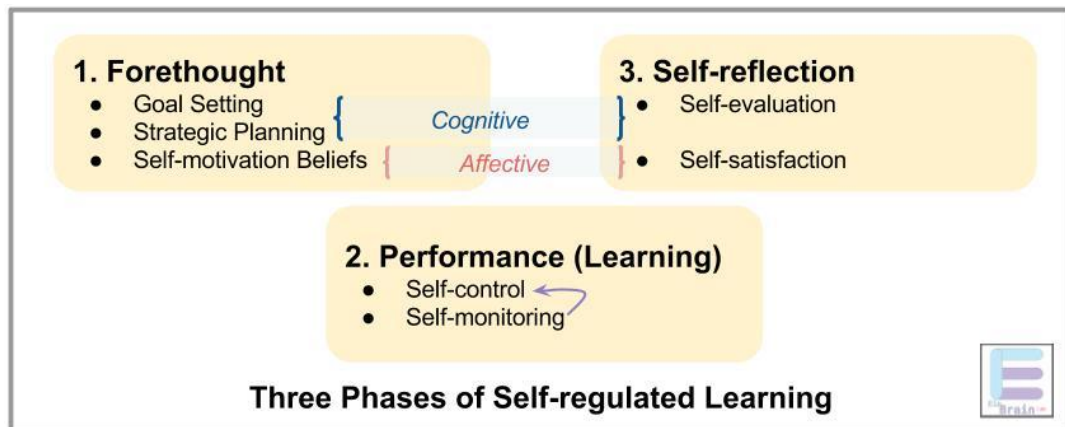 1. Forethought
● Goal Setting
● Strategic Planning
● Self-motivation Beliefs
Cognitive
Affective
3. Self-reflection
● Self-evaluation
● Self-satisfaction
2. Performance (Learning)
● Self-control
● Self-monitoring
Three Phases of Self-regulated Learning
Brain